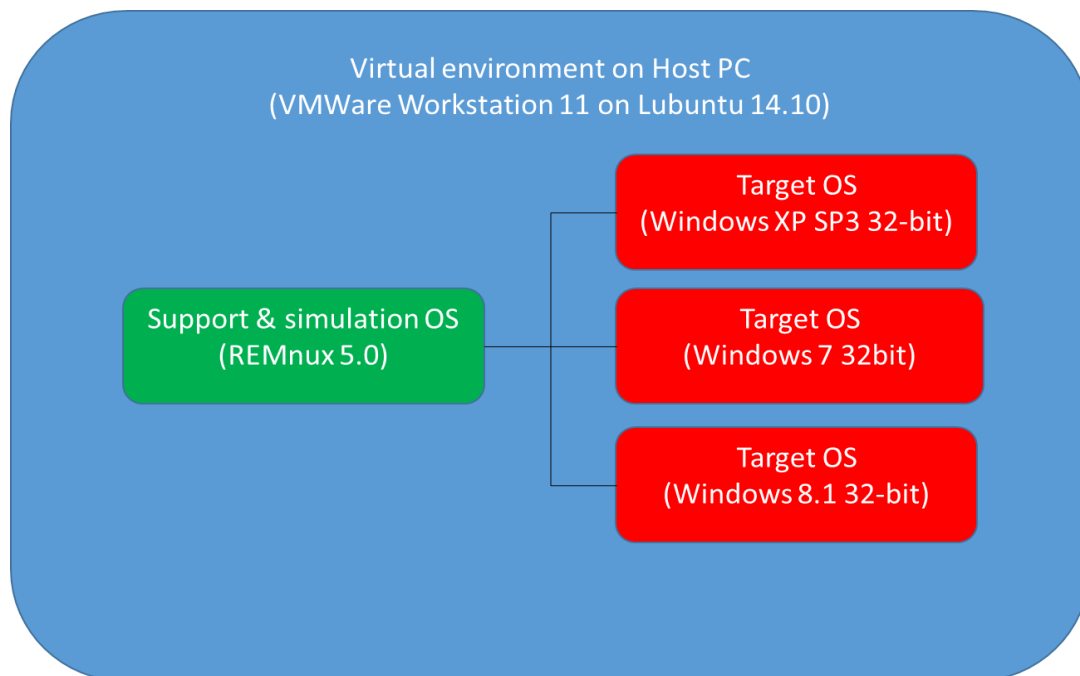 Virtual environment on Host PC
(VMWare Workstation 11 on Lubuntu 14.10)
Target OS
(Windows XP SP3 32-bit)
Support & simulation OS
(REMnux 5.0)
Target OS
(Windows 7 32bit)
Target OS
(Windows 8.1 32-bit)